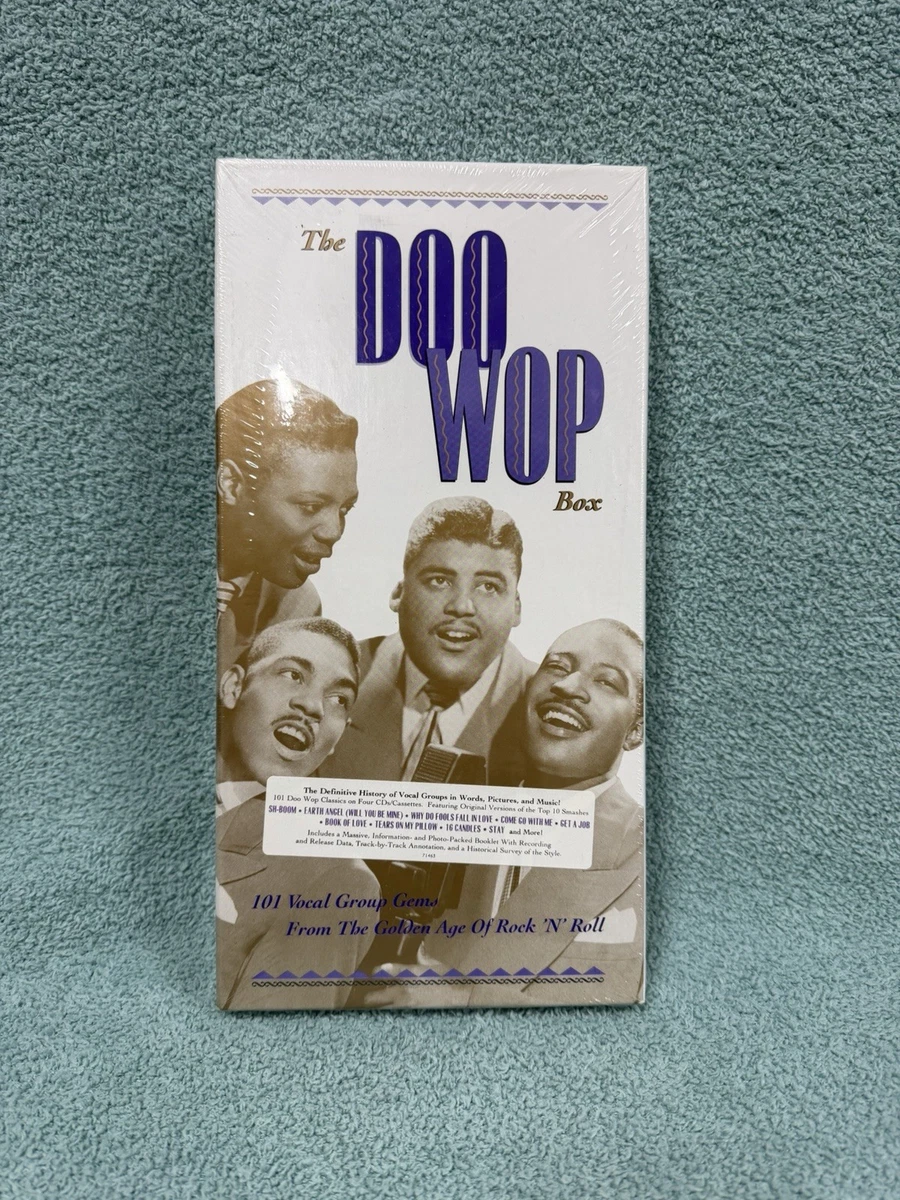 The DOO
WOP
Box
The Definitive History of Vocal Groups in Words, Pictures, and Music!
101 Doo Wop Classics on Four CDs/Cassettes. Featuring Original Versions of the Top 10 Smashes
SH-BOOM • EARTH ANGEL (WILL YOU BE MINE) • WHY DO FOOLS FALL IN LOVE • COME GO WITH ME • GET A JOB
• BOOK OF LOVE • TEARS ON MY PILLOW • 16 CANDLES • STAY and More!
Includes a Massive, Information- and Photo-Packed Booklet With Recording
and Release Data, Track-by-Track Annotation, and a Historical Survey of the Style.
71463
101 Vocal Group Gems
From The Golden Age Of Rock 'N' Roll